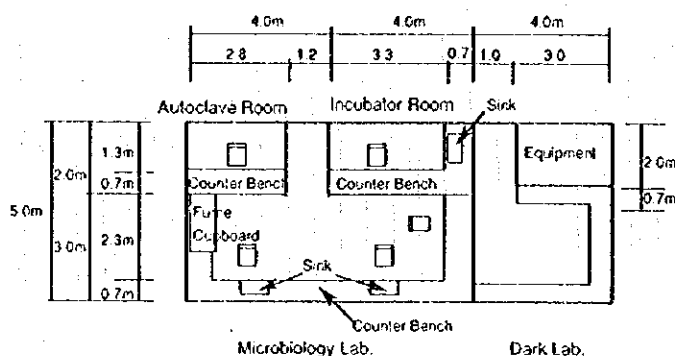 4.0m 4.0m 4.0m
2.8 1.2 3.3 0.7 1.0 3.0
Autoclave Room Incubator Room Sink
1.3m Equipment 2.0m
2.0m 0.7m Counter Bench Counter Bench 0.7m
5.0m Fume
3.0m 2.3m Cupboard
Sink
0.7m
Counter Bench
Microbiology Lab. Dark Lab.